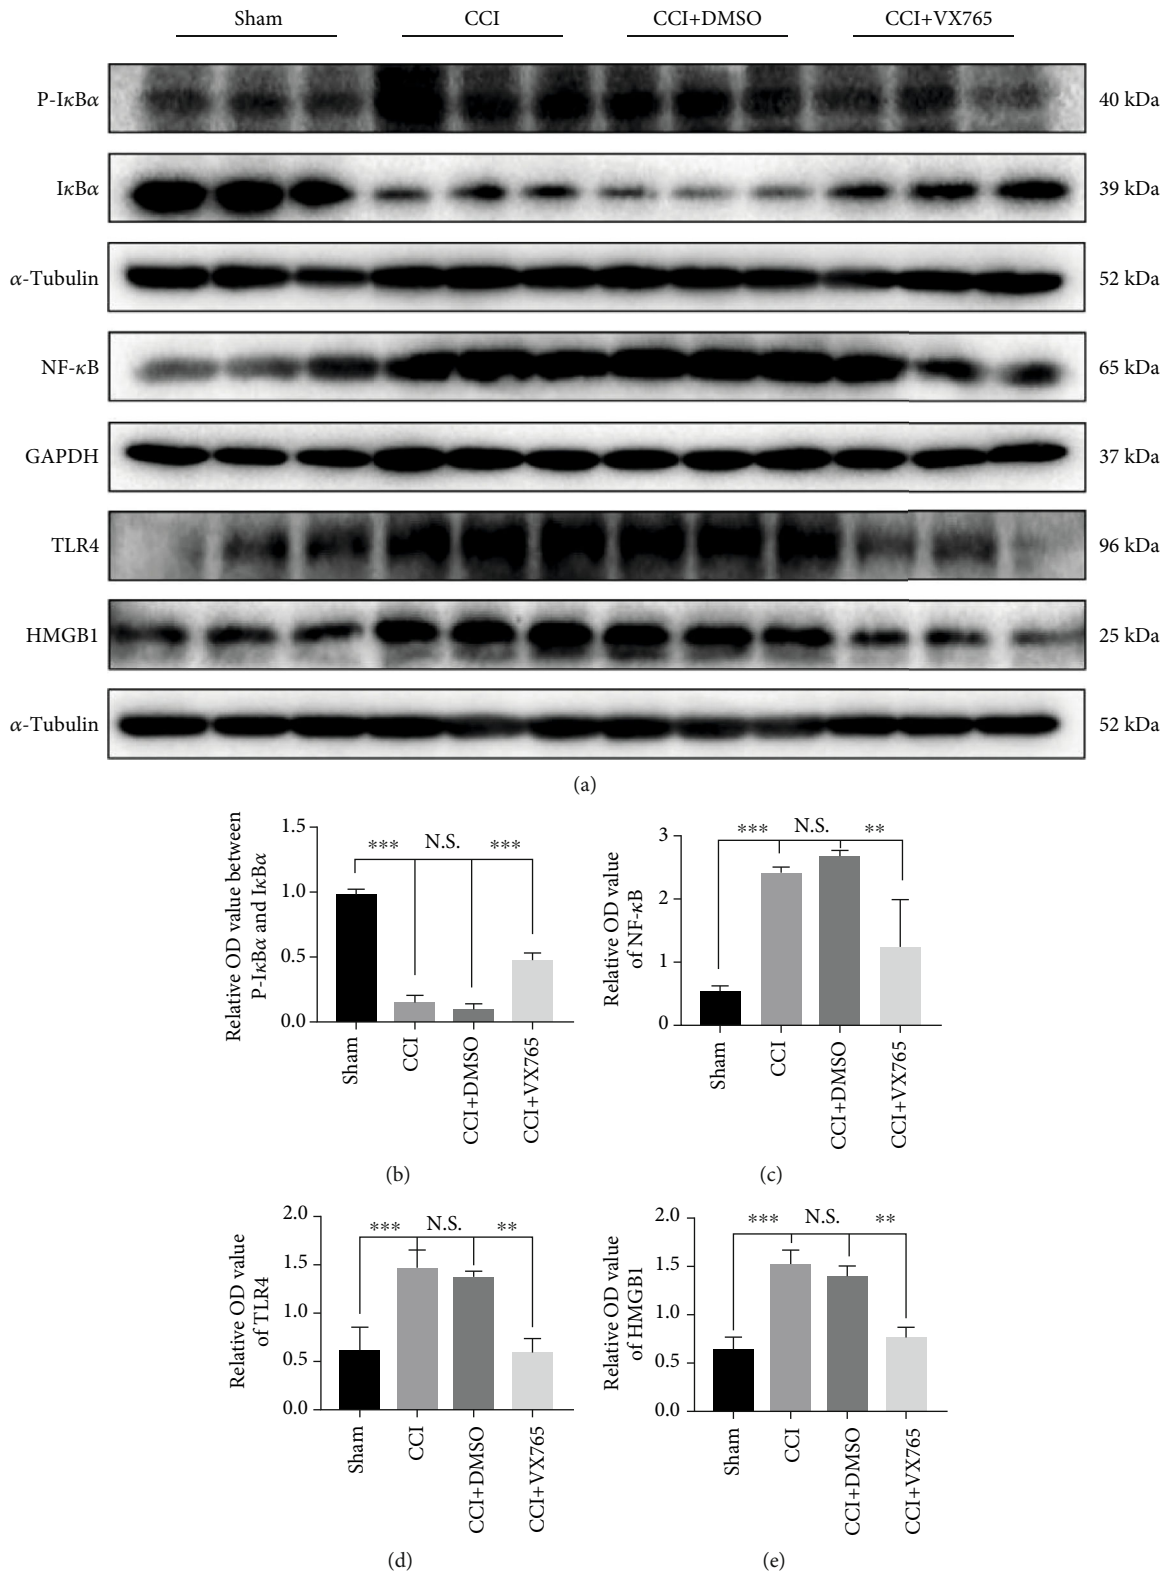 Sham CCI CCI+DMSO CCI+VX765
P-IκBα 40 kDa
IκBα 39 kDa
α-Tubulin 52 kDa
NF-κB 65 kDa
GAPDH 37 kDa
TLR4 96 kDa
HMGB1 25 kDa
α-Tubulin 52 kDa
(a)
Relative OD value between
P-IκBα and IκBα
1.5
1.0
0.5
0.0
*** N.S. ***
Sham
CCI
CCI+DMSO
CCI+VX765
(b)
Relative OD value
of NF-κB
3
2
1
0
*** N.S. **
Sham
CCI
CCI+DMSO
CCI+VX765
(c)
Relative OD value
of TLR4
2.0
1.5
1.0
0.5
0.0
*** N.S. **
Sham
CCI
CCI+DMSO
CCI+VX765
(d)
Relative OD value
of HMGB1
2.0
1.5
1.0
0.5
0.0
*** N.S. **
Sham
CCI
CCI+DMSO
CCI+VX765
(e)